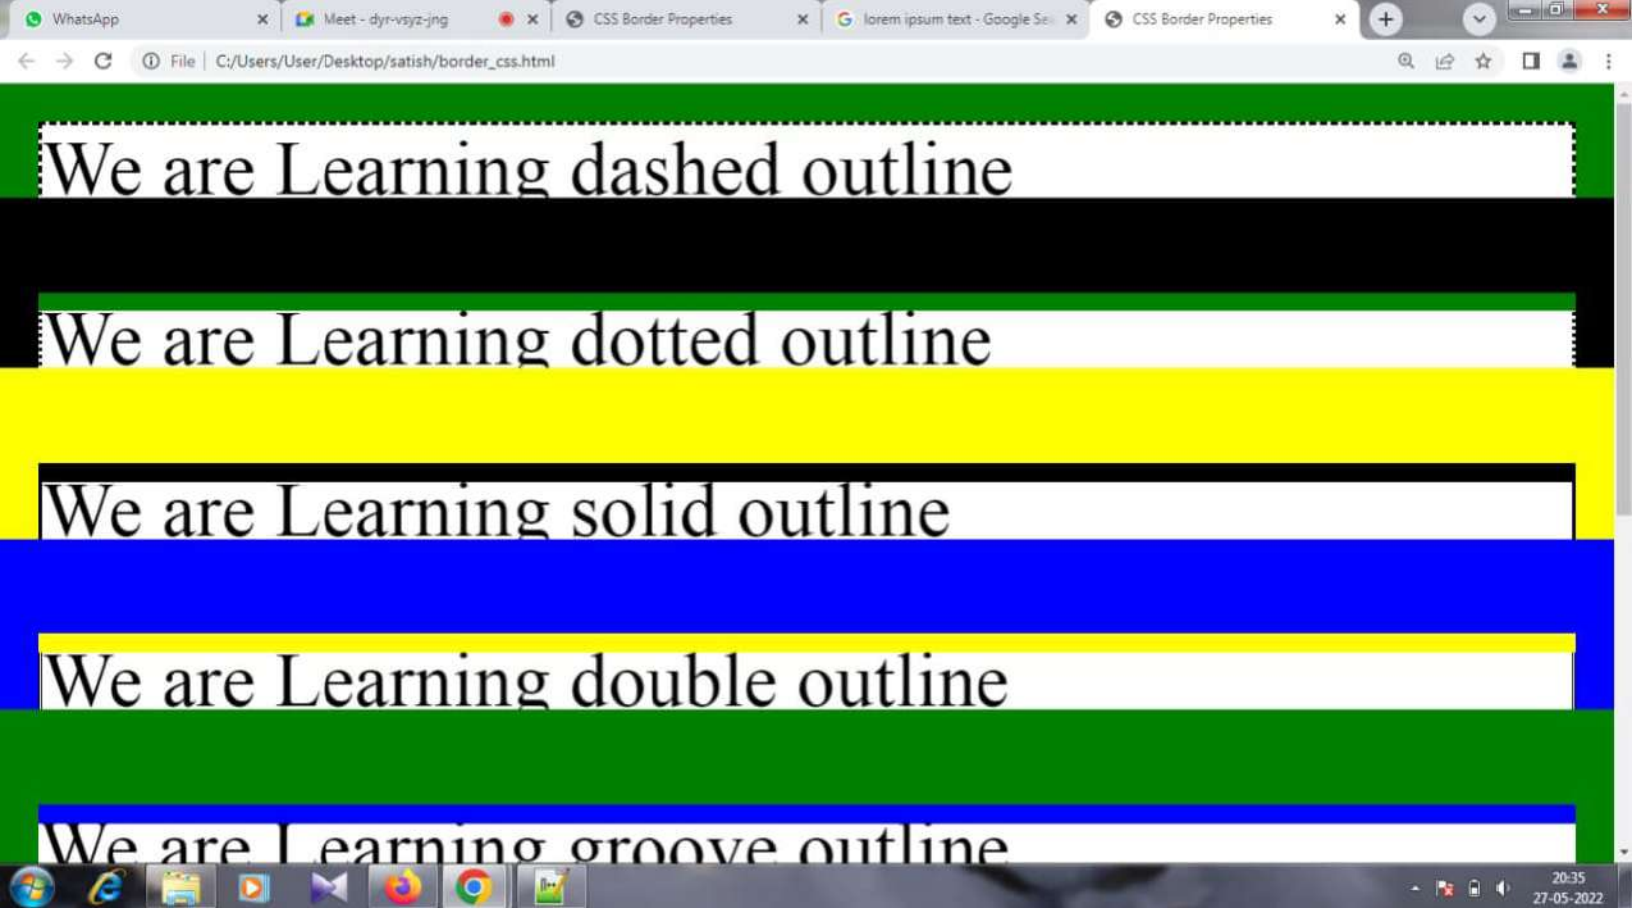 WhatsApp
Meet - dyr-vsyz-jng
CSS Border Properties
lorem ipsum text - Google Se
CSS Border Properties
File
C:/Users/User/Desktop/satish/border_css.html
We are Learning dashed outline
We are Learning dotted outline
We are Learning solid outline
We are Learning double outline
We are Learning groove outline
20:35
27-05-2022